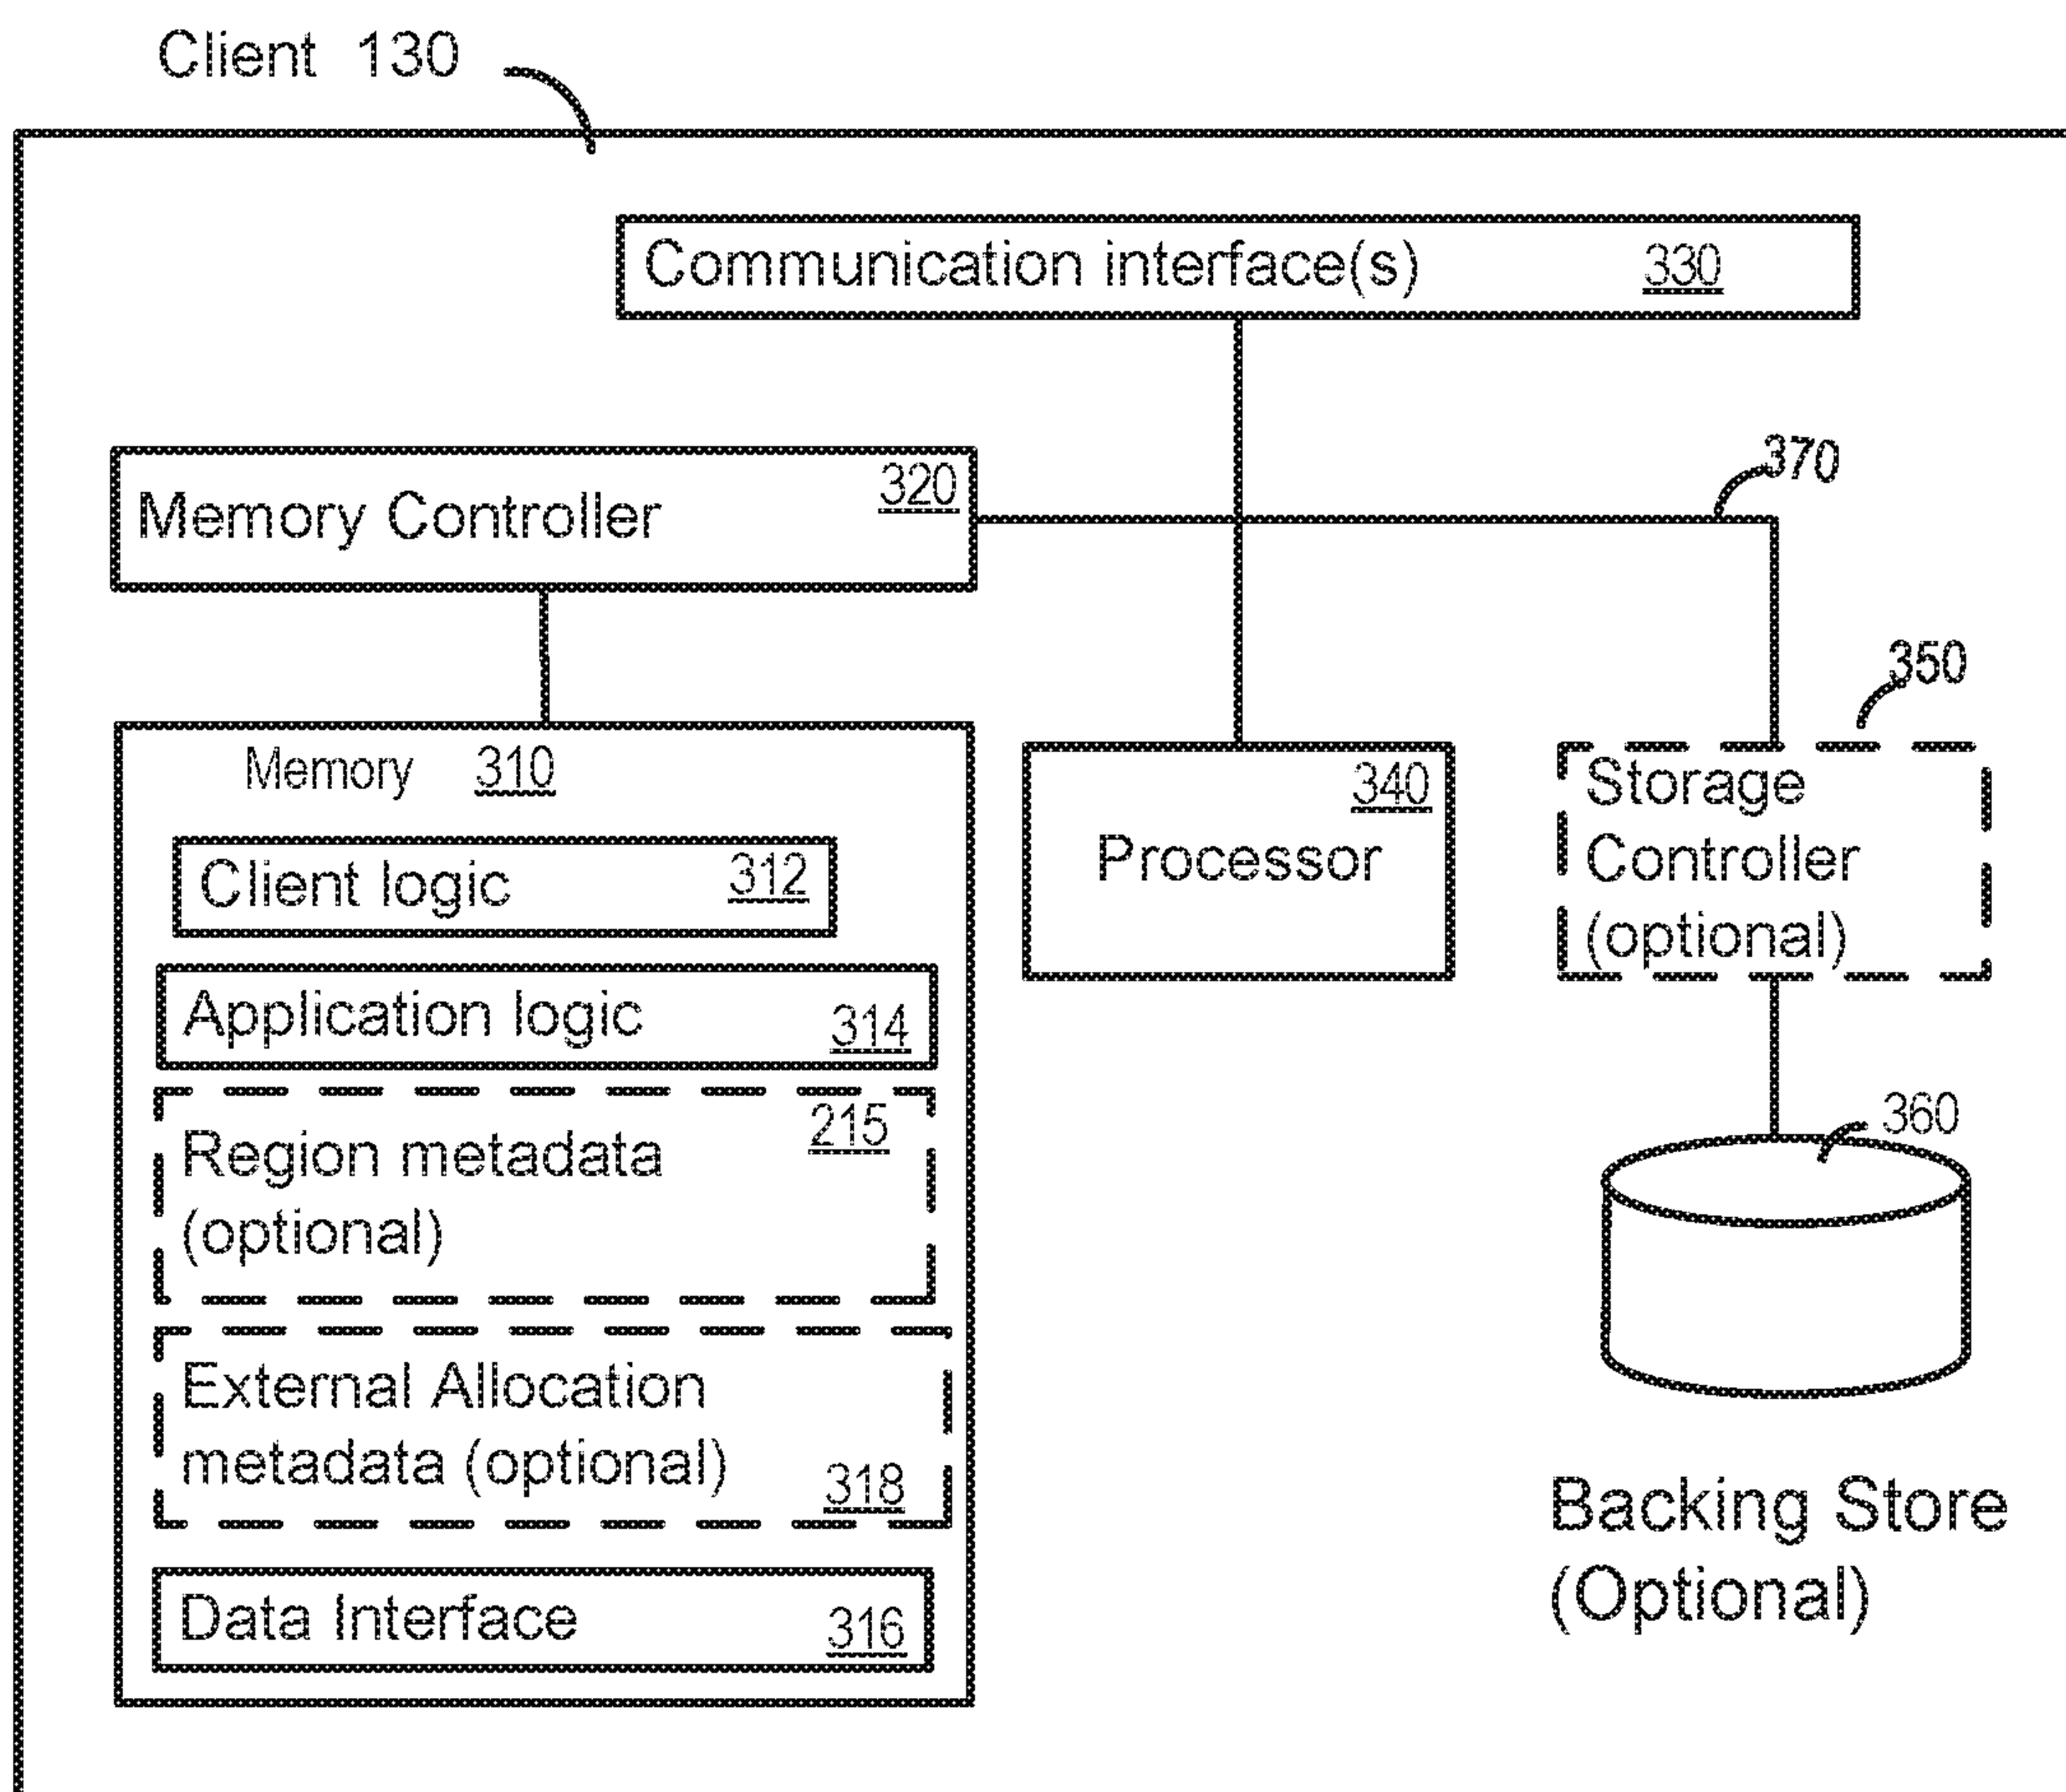 Client 130
Communication interface(s) 330
370
Memory Controller 320
350
Memory 310
Client logic 312
Application logic 314
Region metadata 215
(optional)
External Allocation
metadata (optional) 318
Data Interface 316
340
Processor
Storage
Controller
(optional)
360
Backing Store
(Optional)